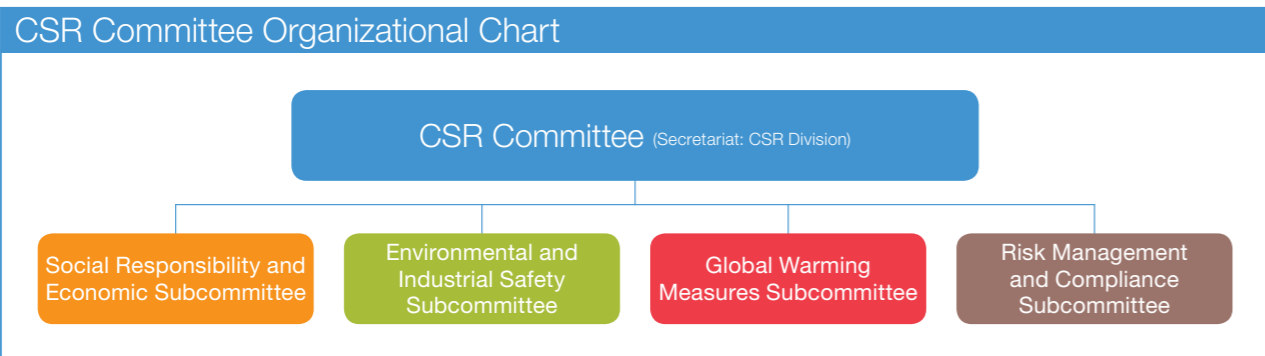 CSR Committee Organizational Chart
CSR Committee (Secretariat: CSR Division)
Social Responsibility and
Economic Subcommittee
Environmental and
Industrial Safety
Subcommittee
Global Warming
Measures Subcommittee
Risk Management
and Compliance
Subcommittee